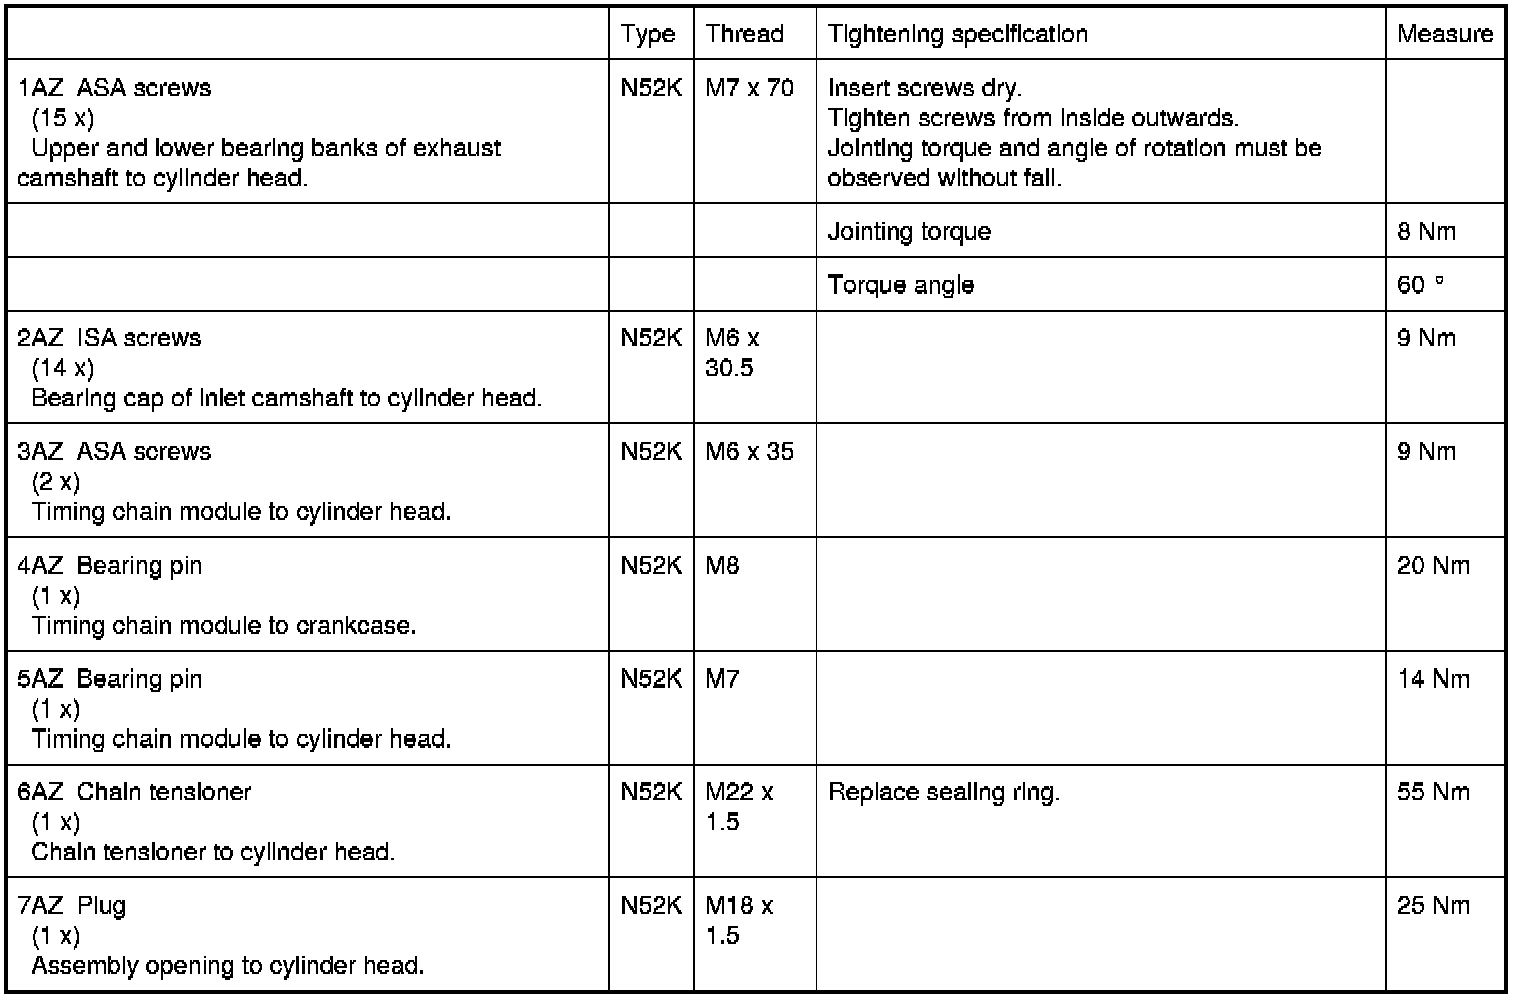 Type Thread Tightening specification Measure
1AZ ASA screws N52K M7 x 70 Insert screws dry.
(15 x) Tighten screws from inside outwards.
Upper and lower bearing banks of exhaust Jointing torque and angle of rotation must be
camshaft to cylinder head. observed without fail.
Jointing torque 8 Nm
Torque angle 60 °
2AZ ISA screws N52K M6 x 9 Nm
(14 x) 30.5
Bearing cap of inlet camshaft to cylinder head.
3AZ ASA screws N52K M6 x 35 9 Nm
(2 x)
Timing chain module to cylinder head.
4AZ Bearing pin N52K M8 20 Nm
(1 x)
Timing chain module to crankcase.
5AZ Bearing pin N52K M7 14 Nm
(1 x)
Timing chain module to cylinder head.
6AZ Chain tensioner N52K M22 x Replace sealing ring. 55 Nm
(1 x) 1.5
Chain tensioner to cylinder head.
7AZ Plug N52K M18 x 25 Nm
(1 x) 1.5
Assembly opening to cylinder head.